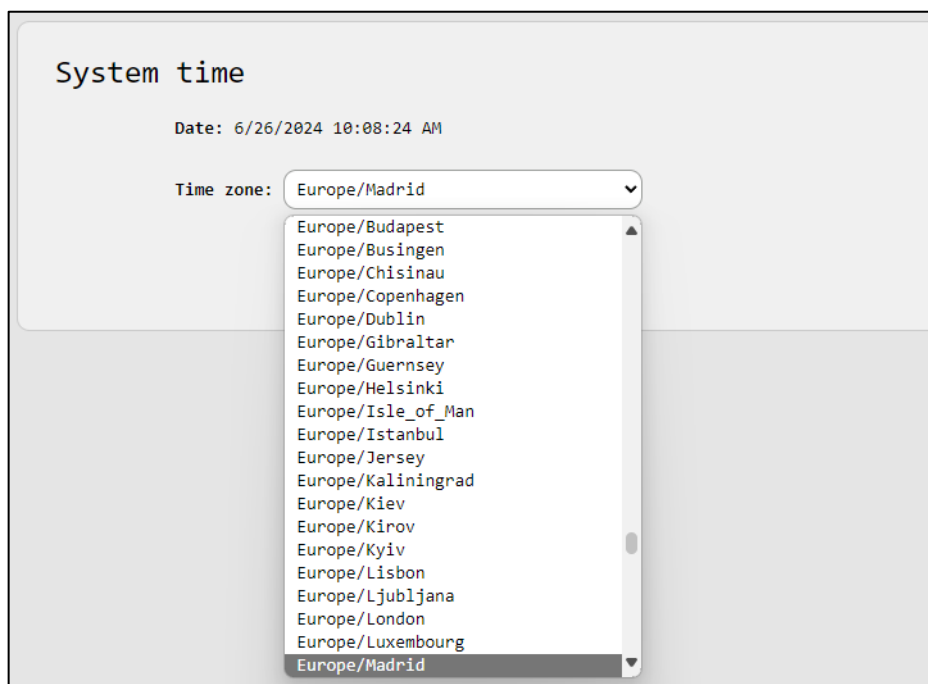 System time
Date: 6/26/2024 10:08:24 AM
Time zone: Europe/Madrid
Europe/Budapest
Europe/Busingen
Europe/Chisinau
Europe/Copenhagen
Europe/Dublin
Europe/Gibraltar
Europe/Guernsey
Europe/Helsinki
Europe/Isle_of_Man
Europe/Istanbul
Europe/Jersey
Europe/Kaliningrad
Europe/Kiev
Europe/Kirov
Europe/Kyiv
Europe/Lisbon
Europe/Ljubljana
Europe/London
Europe/Luxembourg
Europe/Madrid